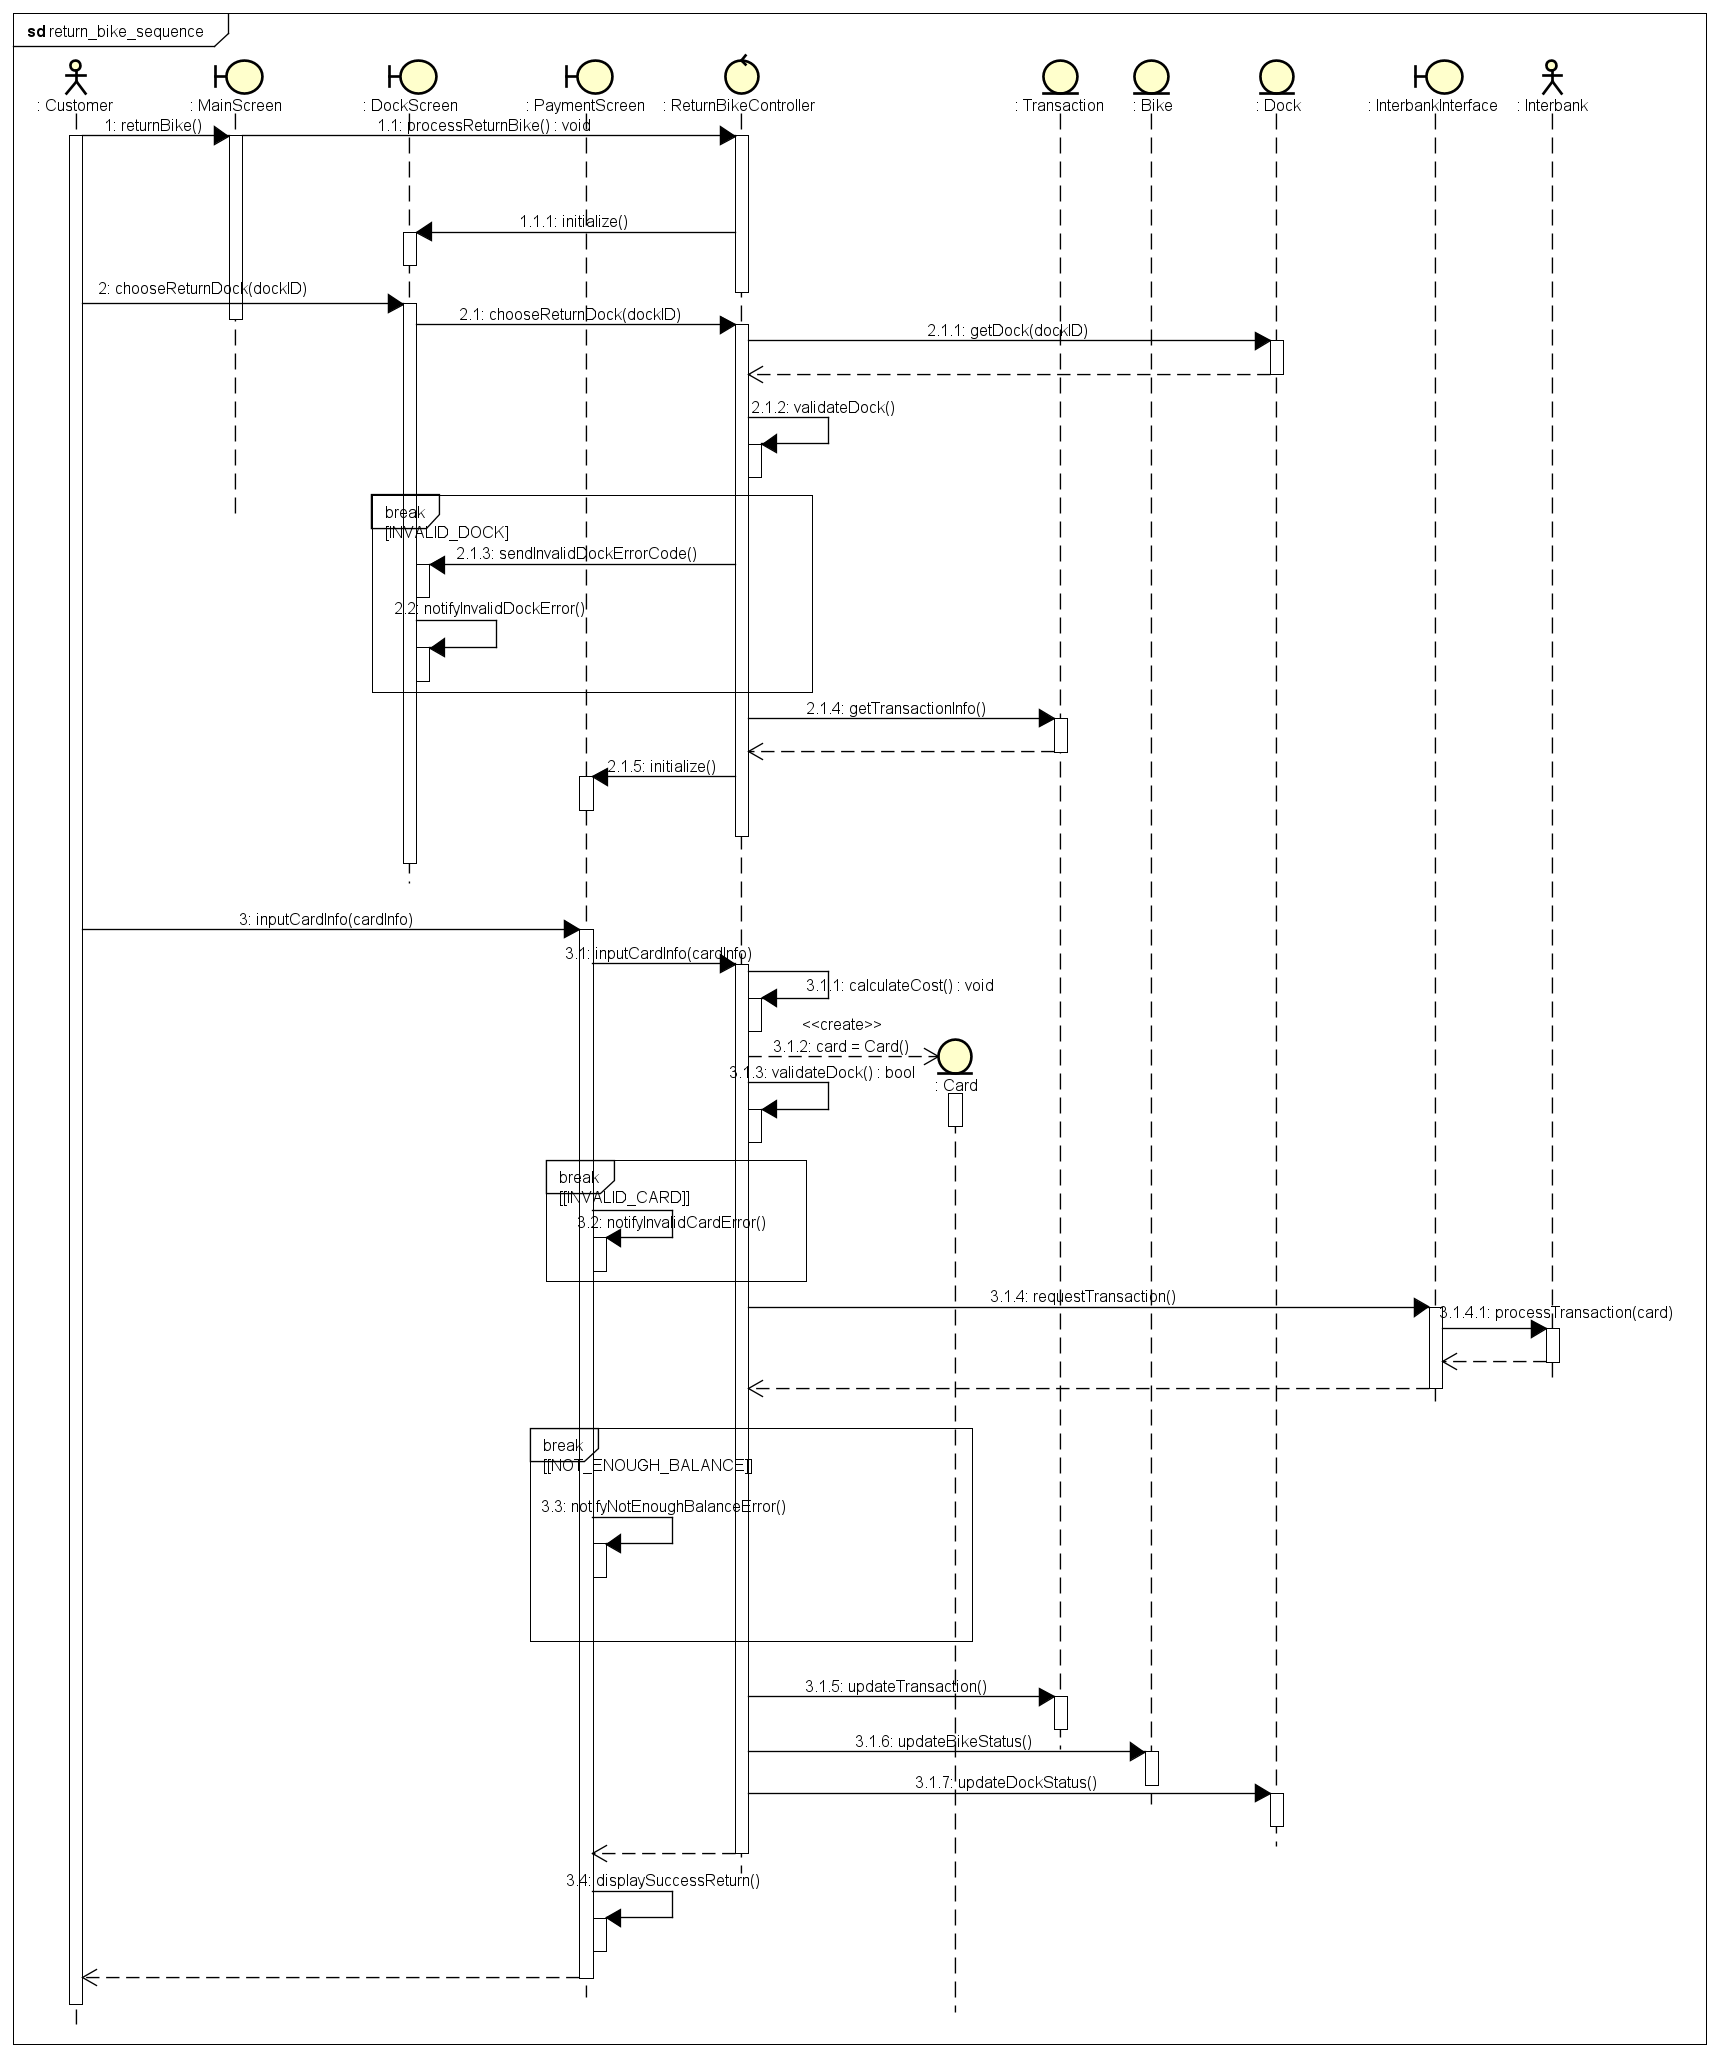 sd return_bike_sequence
: Customer
: MainScreen
: DockScreen
: PaymentScreen
: ReturnBikeController
: Transaction
: Bike
: Dock
: InterbankInterface
: Interbank
1: returnBike()
1.1: processReturnBike() : void
1.1.1: initialize()
2: chooseReturnDock(dockID)
2.1: chooseReturnDock(dockID)
2.1.1: getDock(dockID)
2.1.2: validateDock()
break
[INVALID_DOCK]
2.1.3: sendInvalidDockErrorCode()
2.2: notifyInvalidDockError()
2.1.4: getTransactionInfo()
2.1.5: initialize()
3: inputCardInfo(cardInfo)
3.1: inputCardInfo(cardInfo)
3.1.1: calculateCost() : void
<<create>>
3.1.2: card = Card()
3.1.3: validateDock() : bool
: Card
break
[[INVALID_CARD]]
3.2: notifyInvalidCardError()
3.1.4: requestTransaction()
3.1.4.1: processTransaction(card)
break
[[NOT_ENOUGH_BALANCE]]
3.3: notifyNotEnoughBalanceError()
3.1.5: updateTransaction()
3.1.6: updateBikeStatus()
3.1.7: updateDockStatus()
3.4: displaySuccessReturn()